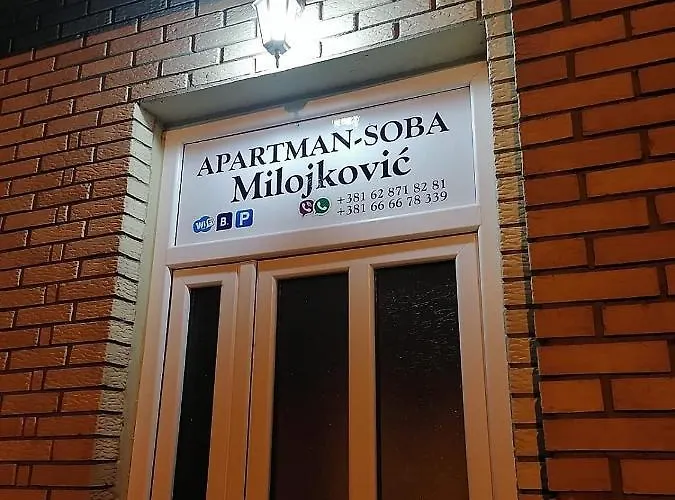 APARTMAN-SOBA
Milojković
+381 62 871 82 81
+381 66 66 78 339
WiFi B. P